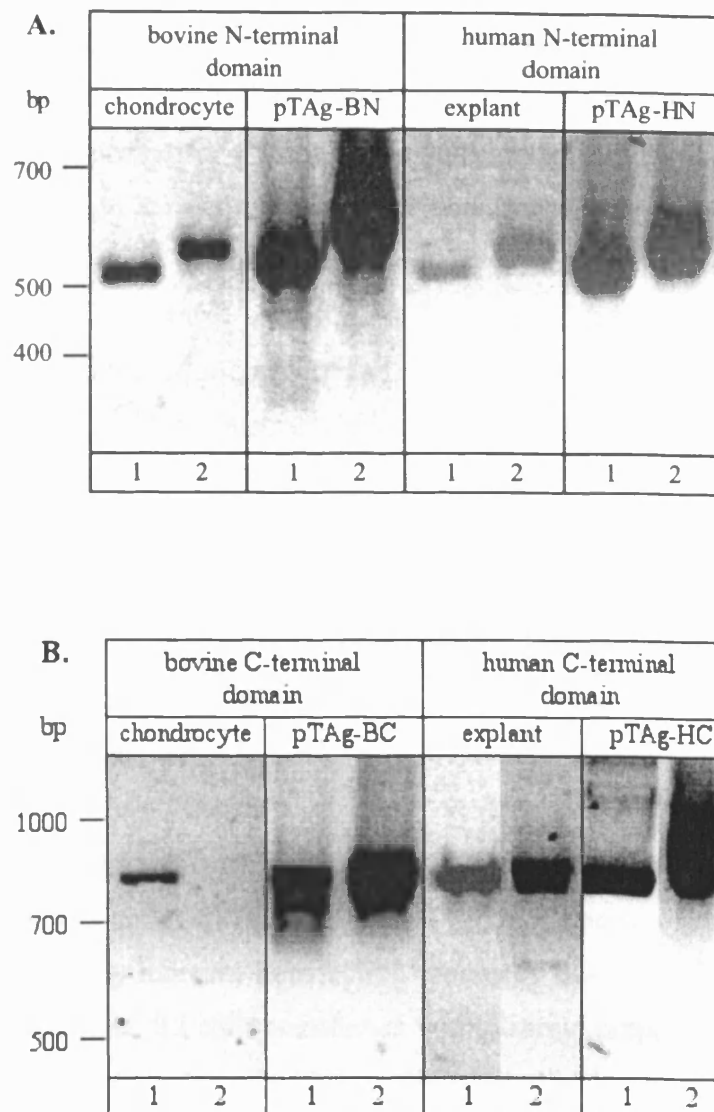 A.
bovine N-terminal domain
human N-terminal domain
bp
chondrocyte
pTAg-BN
explant
pTAg-HN
700
500
400
1 2 1 2 1 2 1 2
B.
bovine C-terminal domain
human C-terminal domain
bp
chondrocyte
pTAg-BC
explant
pTAg-HC
1000
700
500
1 2 1 2 1 2 1 2